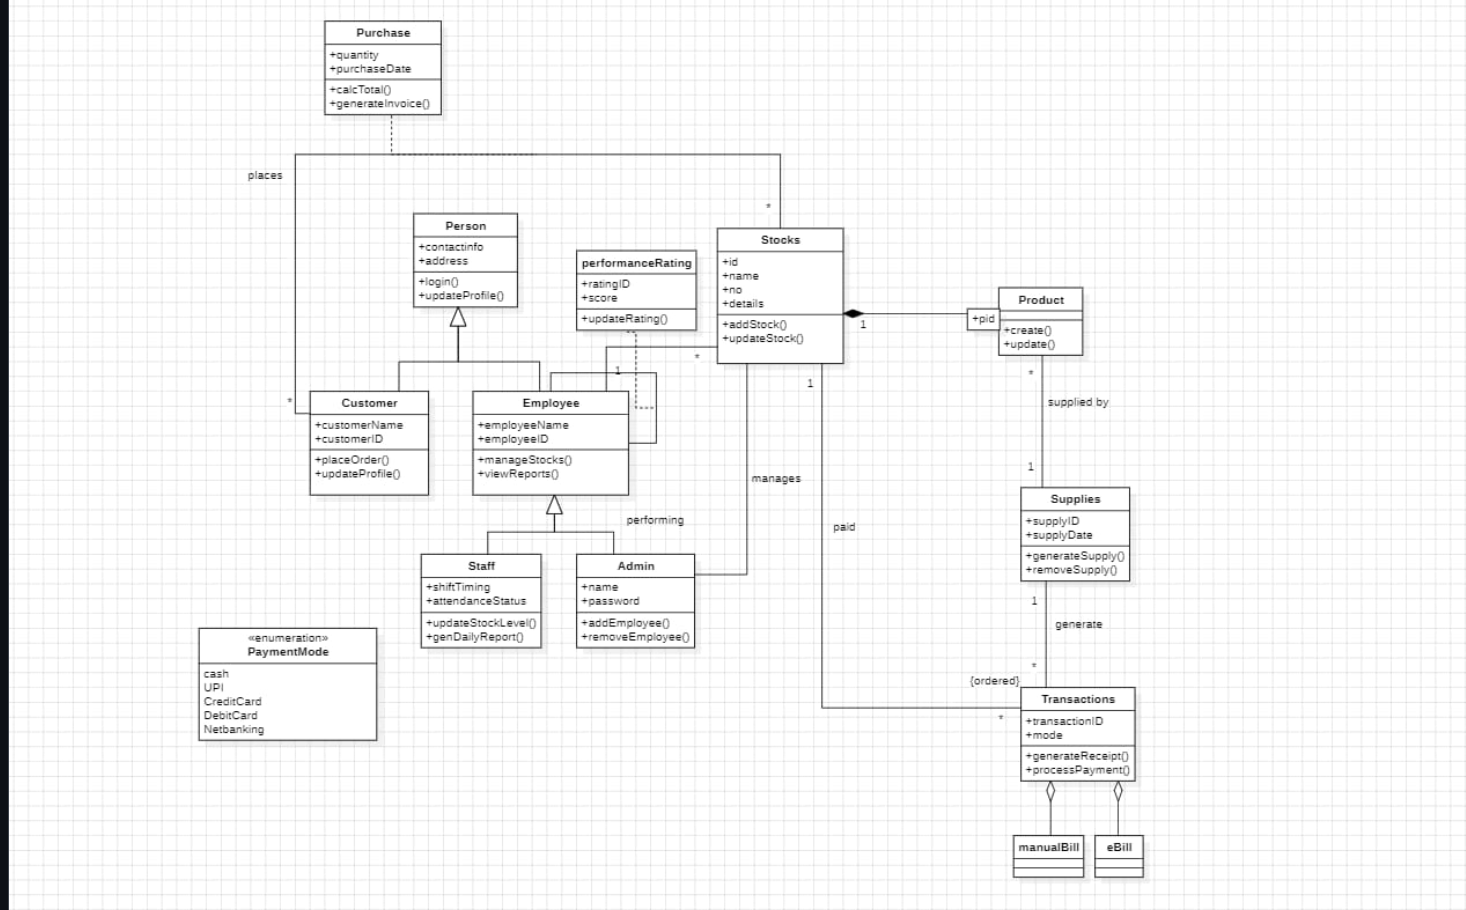 Purchase
+quantity
+purchaseDate
+calcTotal()
+generateInvoice()
places
*
*
Person
+contactinfo
+address
+login()
+updateProfile()
performanceRating
+ratingID
+score
+updateRating()
Stocks
+id
+name
+no
+details
+addStock()
+updateStock()
1
*
1
1
Product
+pid
+create()
+update()
*
supplied by
1
Customer
+customerName
+customerID
+placeOrder()
+updateProfile()
Employee
+employeeName
+employeeID
+manageStocks()
+viewReports()
manages
performing
paid
Supplies
+supplyID
+supplyDate
+generateSupply()
+removeSupply()
1
generate
*
{ordered}
*
Staff
+shiftTiming
+attendanceStatus
+updateStockLevel()
+genDailyReport()
Admin
+name
+password
+addEmployee()
+removeEmployee()
«enumeration»
PaymentMode
cash
UPI
CreditCard
DebitCard
Netbanking
Transactions
+transactionID
+mode
+generateReceipt()
+processPayment()
manualBill
eBill